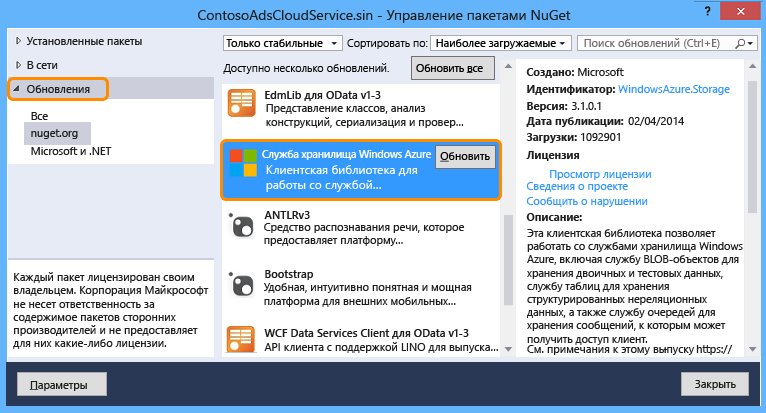 ContosoAdsCloudService.sin - Управление пакетами NuGet
Установленные пакеты
В сети
Обновления
Все
nuget.org
Microsoft и .NET
Каждый пакет лицензирован своим
владельцем. Корпорация Майкрософт
не несет ответственность за
содержимое пакетов сторонних
производителей и не предоставляет
для них какие-либо лицензии.
Параметры
Только стабильные
Сортировать по:
Наиболее загружаемые
Доступно несколько обновлений.
Обновить все
EdmLib для OData v1-3
Представление классов, анализ
конструкций, сериализация и провер...
Служба хранилища Windows Azure
Обновить
Клиентская библиотека для
работы со службой...
ANTLRv3
Средство распознавания речи, которое
предоставляет платформу...
Bootstrap
Удобная, интуитивно понятная и мощная
платформа для внешних мобильных...
WCF Data Services Client для OData v1-3
API клиента с поддержкой LINO для выпуска...
Поиск обновлений (Ctrl+E)
Создано: Microsoft
Идентификатор: WindowsAzure.Storage
Версия: 3.1.0.1
Дата публикации: 02/04/2014
Загрузки: 1092901
Лицензия
Просмотр лицензии
Сведения о проекте
Сообщить о нарушении
Описание:
Эта клиентская библиотека позволяет
работать со службами хранилища Windows
Azure, включая службу BLOB-объектов для
хранения двоичных и тестовых данных,
службу таблиц для хранения
структурированных нереляционных
данных, а также службу очередей для
хранения сообщений, к которым может
получить доступ клиент.
См. примечания к этому выпуску https://
Закрыть